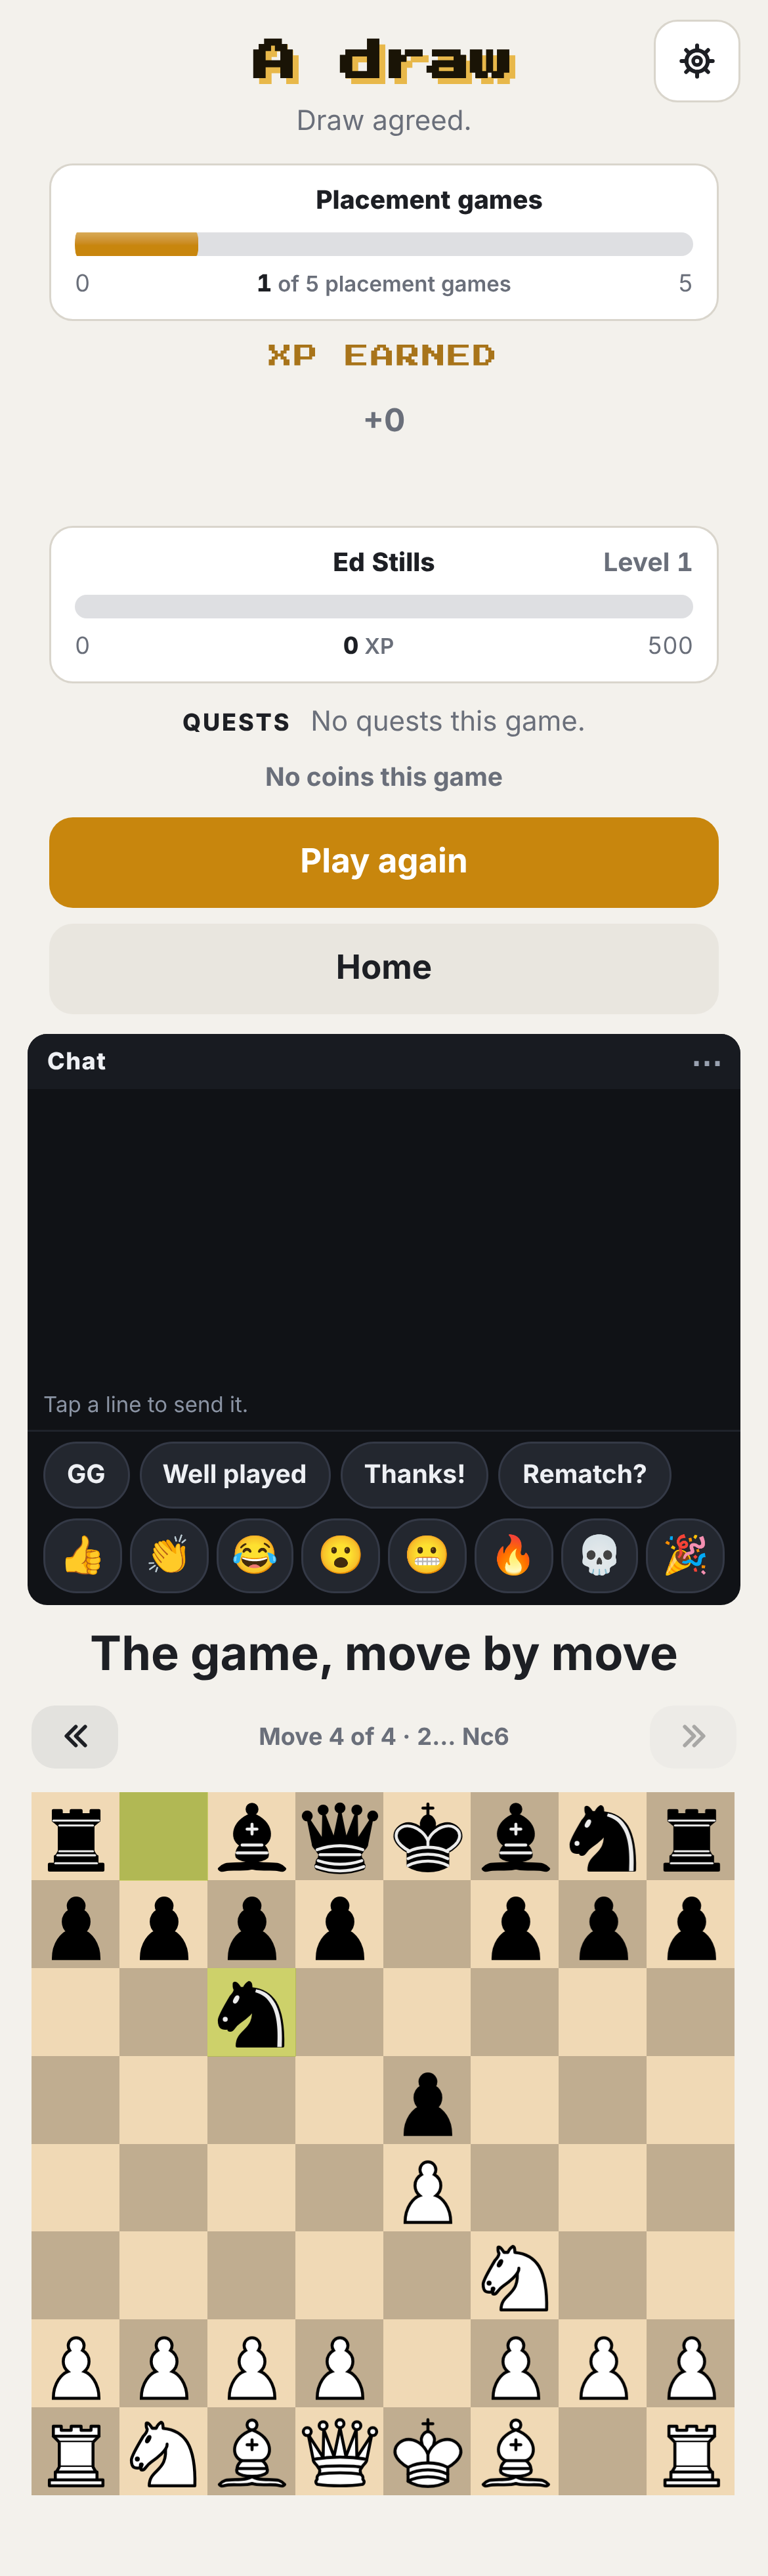 A draw
Draw agreed.
Placement games
0 1 of 5 placement games 5
XP EARNED
+0
Ed Stills Level 1
0 0 XP 500
QUESTS No quests this game.
No coins this game
Play again
Home
Chat
Tap a line to send it.
GG Well played Thanks! Rematch?
The game, move by move
Move 4 of 4 · 2... Nc6